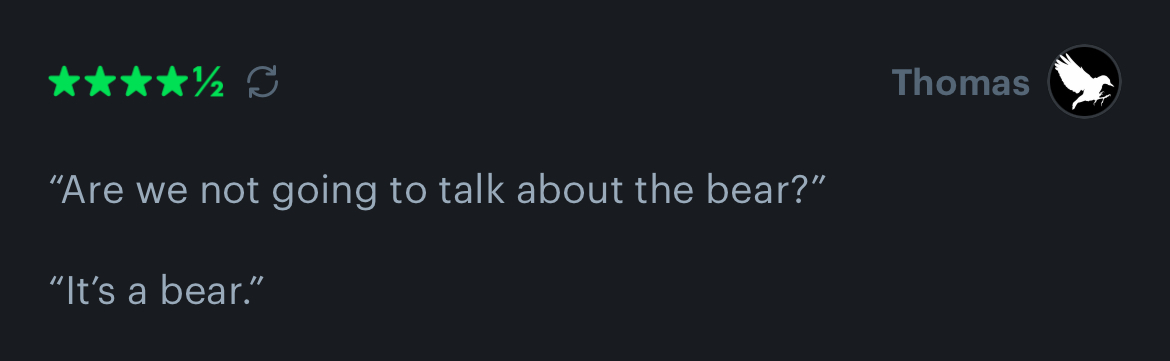 ★★★★½ Thomas
“Are we not going to talk about the bear?”
“It’s a bear.”